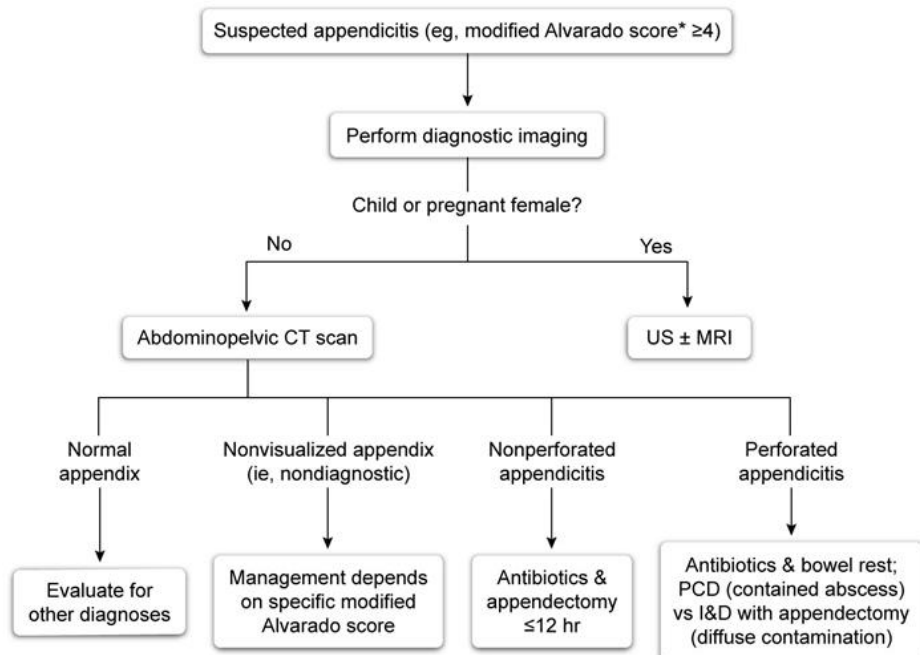 Suspected appendicitis (eg, modified Alvarado score* ≥4)
Perform diagnostic imaging
Child or pregnant female?
No
Yes
Abdominopelvic CT scan
US ± MRI
Normal
appendix
Nonvisualized appendix
(ie, nondiagnostic)
Nonperforated
appendicitis
Perforated
appendicitis
Evaluate for
other diagnoses
Management depends
on specific modified
Alvarado score
Antibiotics &
appendectomy
≤12 hr
Antibiotics & bowel rest;
PCD (contained abscess)
vs I&D with appendectomy
(diffuse contamination)